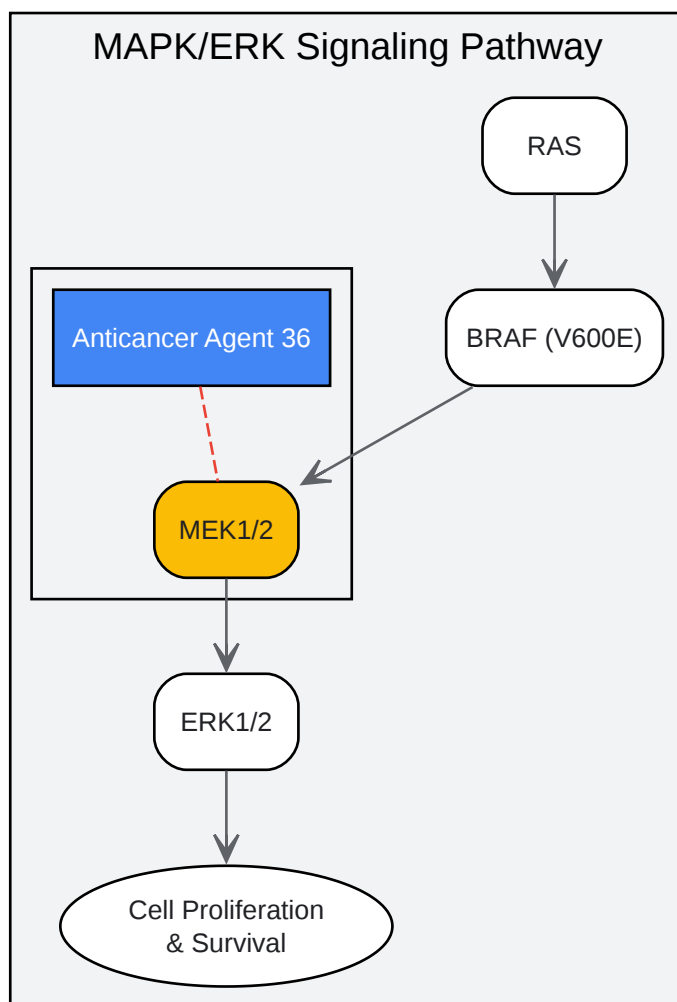 MAPK/ERK Signaling Pathway
RAS
Anticancer Agent 36
BRAF (V600E)
MEK1/2
ERK1/2
Cell Proliferation
& Survival